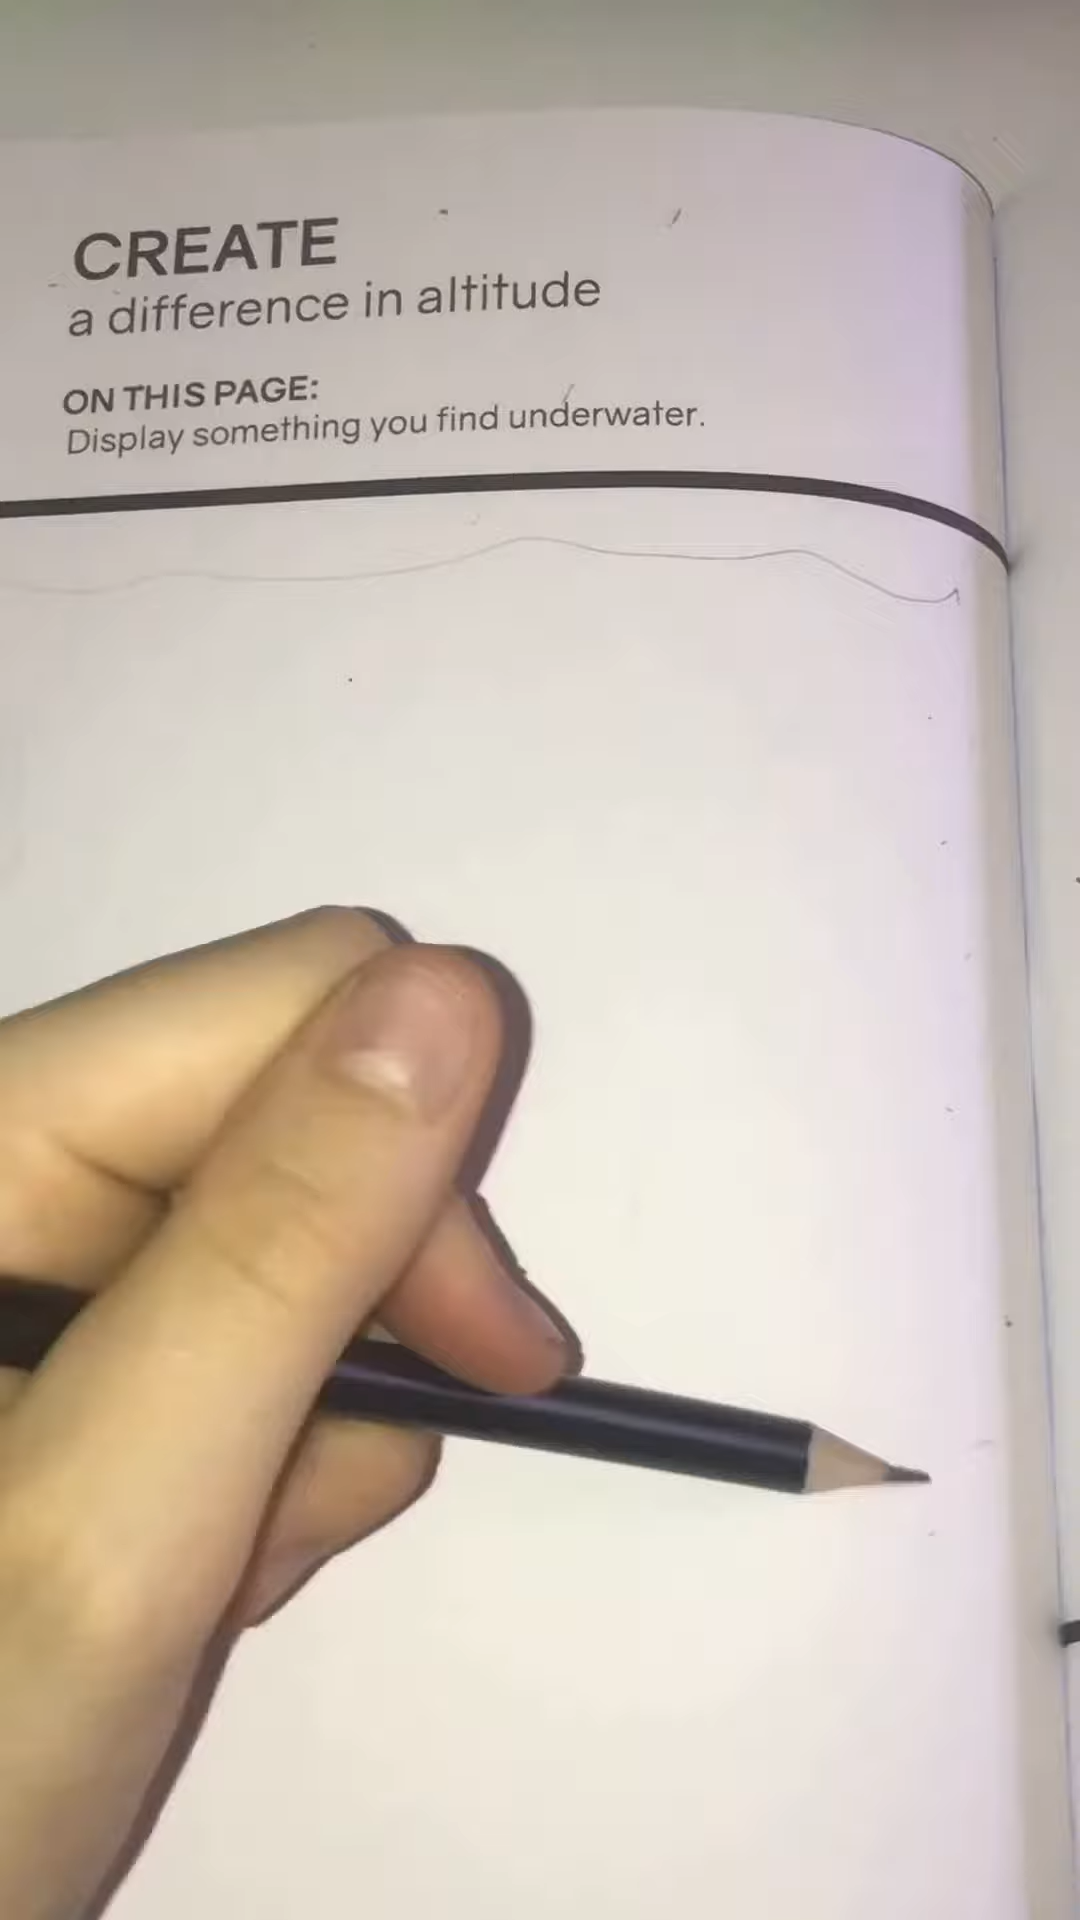 CREATE
a difference in altitude
ON THIS PAGE:
Display something you find underwater.